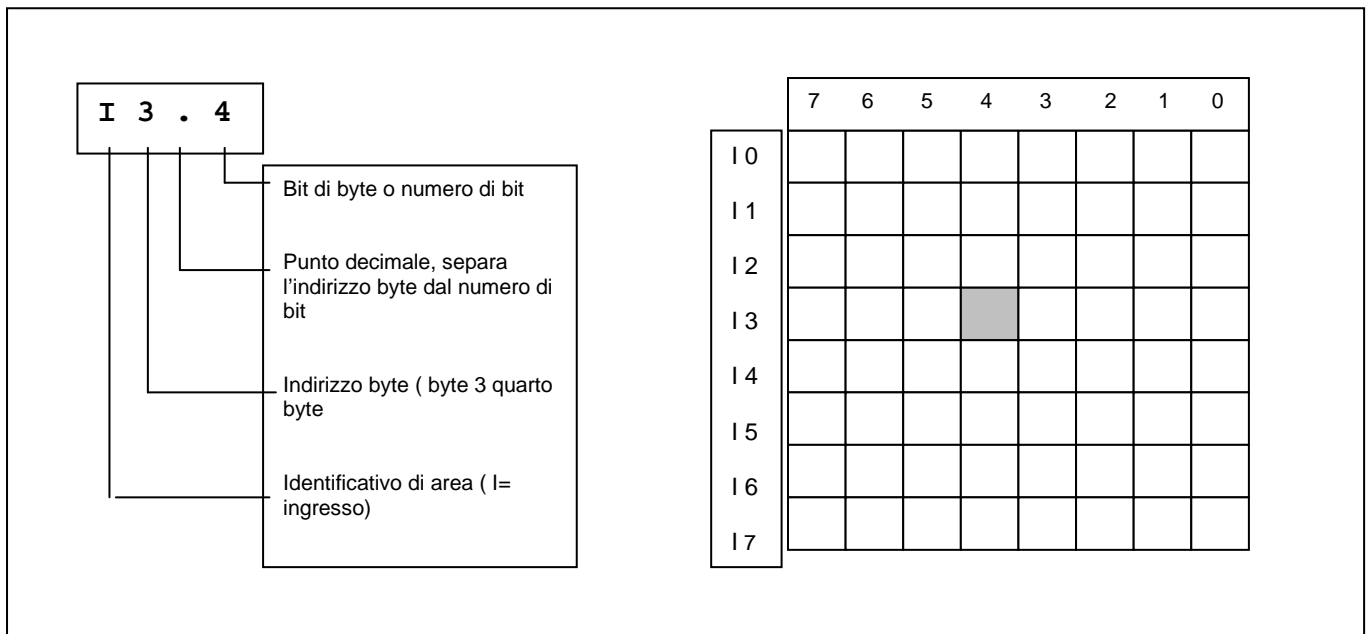 I 3 . 4
Bit di byte o numero di bit
Punto decimale, separa
l'indirizzo byte dal numero di
bit
Indirizzo byte ( byte 3 quarto
byte
Identificativo di area ( I=
ingresso)
7 6 5 4 3 2 1 0
I 0
I 1
I 2
I 3
I 4
I 5
I 6
I 7